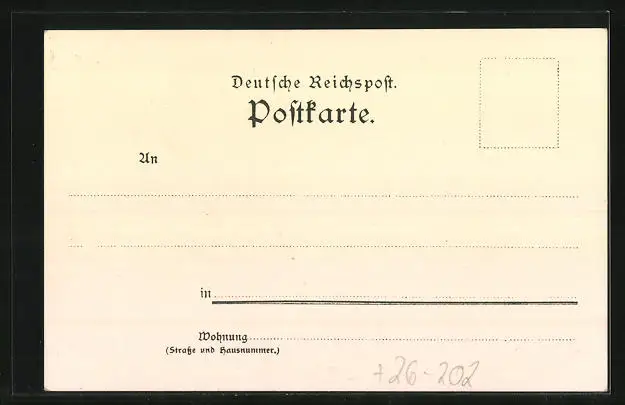 Deutſche Reichspoſt.
Poſtkarte.
An
in
Wohnung
(Straße und Hausnummer.)
+26-202